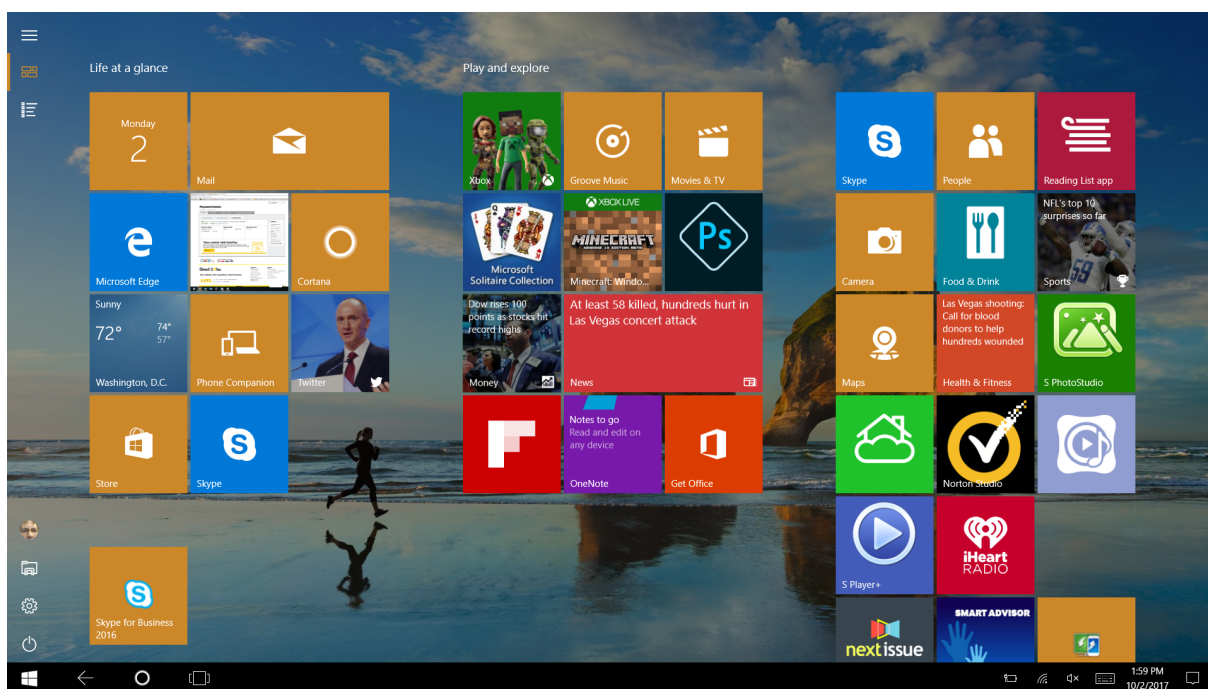 Life at a glance
Play and explore
Monday
2
Mail
Xbox
Groove Music
Movies & TV
Skype
People
Reading List app
Microsoft Edge
Cortana
Microsoft
Solitaire Collection
XBOX LIVE
MINECRAFT
Minecraft: Windo...
Ps
Camera
Food & Drink
NFL's top 10
surprises so far
Sports
Sunny
72°
74°
57°
Washington, D.C.
Phone Companion
Twitter
Dow rises 100
points as stocks hit
record highs
Money
At least 58 killed, hundreds hurt in
Las Vegas concert attack
News
Maps
Las Vegas shooting:
Call for blood
donors to help
hundreds wounded
Health & Fitness
S PhotoStudio
Store
Skype
Notes to go
Read and edit on
any device
OneNote
Get Office
Norton Studio
S Player+
iHeart
RADIO
Skype for Business
2016
next issue
SMART ADVISOR
1:59 PM
10/2/2017